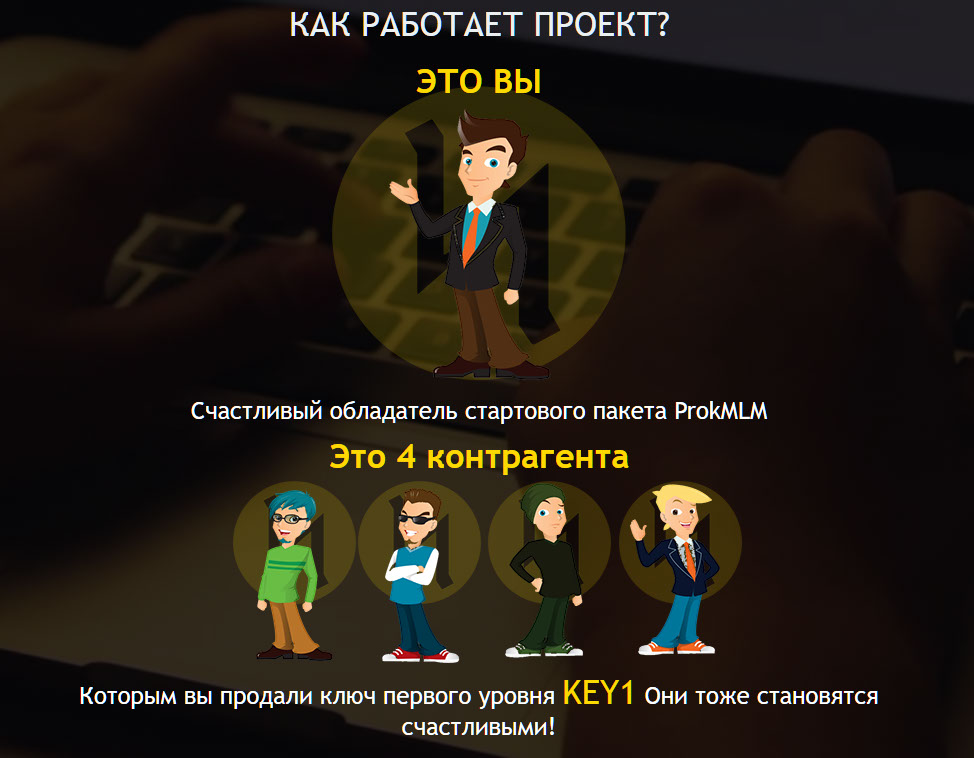 КАК РАБОТАЕТ ПРОЕКТ?
ЭТО ВЫ
Счастливый обладатель стартового пакета ProkMLM
Это 4 контрагента
Которым вы продали ключ первого уровня KEY1 Они тоже становятся
счастливыми!